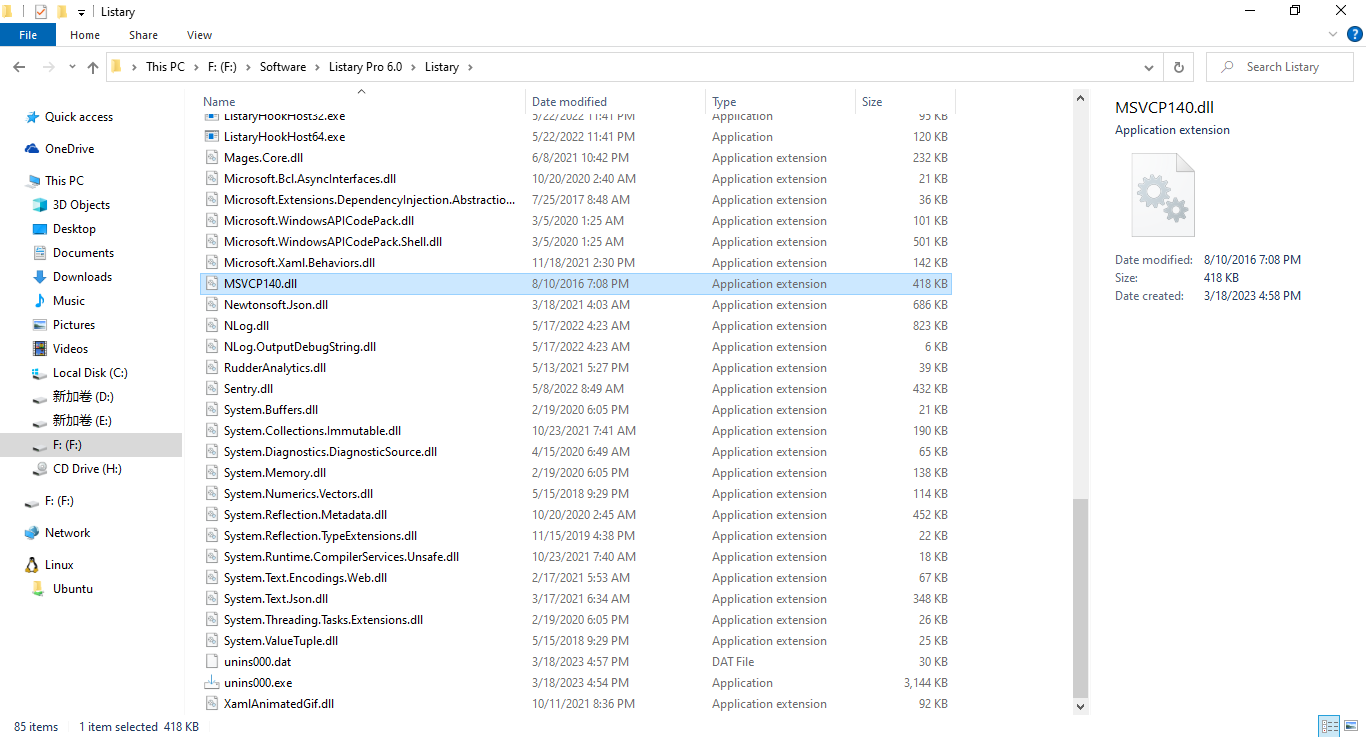 Listary
File Home Share View
This PC F: (F:) Software Listary Pro 6.0 Listary Search Listary
Name Date modified Type Size
ListaryHookHost32.exe 5/22/2022 11:41 PM Application 95 KB
ListaryHookHost64.exe 5/22/2022 11:41 PM Application 120 KB
Mages.Core.dll 6/8/2021 10:42 PM Application extension 232 KB
Microsoft.Bcl.AsyncInterfaces.dll 10/20/2020 2:40 AM Application extension 21 KB
Microsoft.Extensions.DependencyInjection.Abstractio... 7/25/2017 8:48 AM Application extension 36 KB
Microsoft.WindowsAPICodePack.dll 3/5/2020 1:25 AM Application extension 101 KB
Microsoft.WindowsAPICodePack.Shell.dll 3/5/2020 1:25 AM Application extension 501 KB
Microsoft.Xaml.Behaviors.dll 11/18/2021 2:30 PM Application extension 142 KB
MSVCP140.dll 8/10/2016 7:08 PM Application extension 418 KB
Newtonsoft.Json.dll 3/18/2021 4:03 AM Application extension 686 KB
NLog.dll 5/17/2022 4:23 AM Application extension 823 KB
NLog.OutputDebugString.dll 5/17/2022 4:23 AM Application extension 6 KB
RudderAnalytics.dll 5/13/2021 5:27 PM Application extension 39 KB
Sentry.dll 5/8/2022 8:49 AM Application extension 432 KB
System.Buffers.dll 2/19/2020 6:05 PM Application extension 21 KB
System.Collections.Immutable.dll 10/23/2021 7:41 AM Application extension 190 KB
System.Diagnostics.DiagnosticSource.dll 4/15/2020 6:49 AM Application extension 65 KB
System.Memory.dll 2/19/2020 6:05 PM Application extension 138 KB
System.Numerics.Vectors.dll 5/15/2018 9:29 PM Application extension 114 KB
System.Reflection.Metadata.dll 10/20/2020 2:45 AM Application extension 452 KB
System.Reflection.TypeExtensions.dll 11/15/2019 4:38 PM Application extension 22 KB
System.Runtime.CompilerServices.Unsafe.dll 10/23/2021 7:40 AM Application extension 18 KB
System.Text.Encodings.Web.dll 2/17/2021 5:53 AM Application extension 67 KB
System.Text.Json.dll 3/17/2021 6:34 AM Application extension 348 KB
System.Threading.Tasks.Extensions.dll 2/19/2020 6:05 PM Application extension 26 KB
System.ValueTuple.dll 5/15/2018 9:29 PM Application extension 25 KB
unins000.dat 3/18/2023 4:57 PM DAT File 30 KB
unins000.exe 3/18/2023 4:54 PM Application 3,144 KB
XamlAnimatedGif.dll 10/11/2021 8:36 PM Application extension 92 KB
Quick access
OneDrive
This PC
3D Objects
Desktop
Documents
Downloads
Music
Pictures
Videos
Local Disk (C:)
新加卷 (D:)
新加卷 (E:)
F: (F:)
CD Drive (H:)
F: (F:)
Network
Linux
Ubuntu
MSVCP140.dll
Application extension
Date modified: 8/10/2016 7:08 PM
Size: 418 KB
Date created: 3/18/2023 4:58 PM
85 items 1 item selected 418 KB